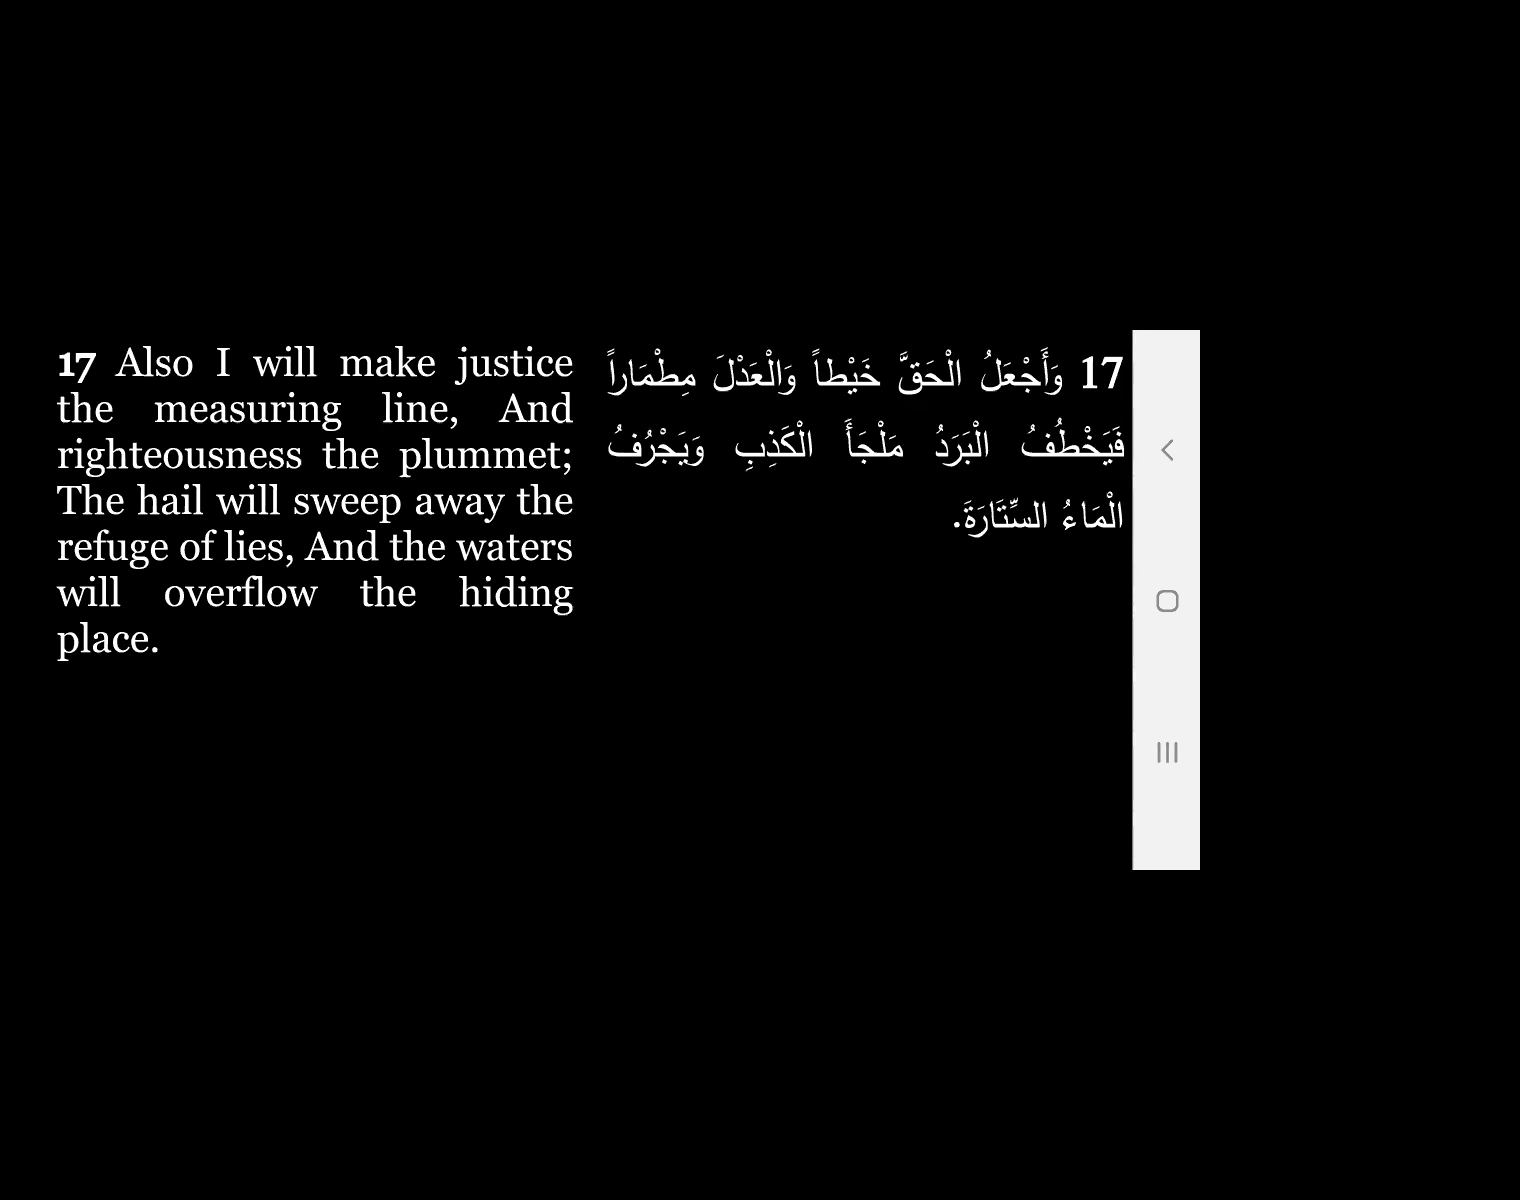 17 Also I will make justice
the measuring line, And
righteousness the plummet;
The hail will sweep away the
refuge of lies, And the waters
will overflow the hiding
place.
17 وَأَجْعَلُ الْحَقَّ خَيْطاً وَالْعَدْلَ مِطْمَاراً
فَيَخْطُفُ الْبَرَدُ مَلْجَأَ الْكَذِبِ وَيَجْرُفُ
الْمَاءُ السِّتَارَةَ.